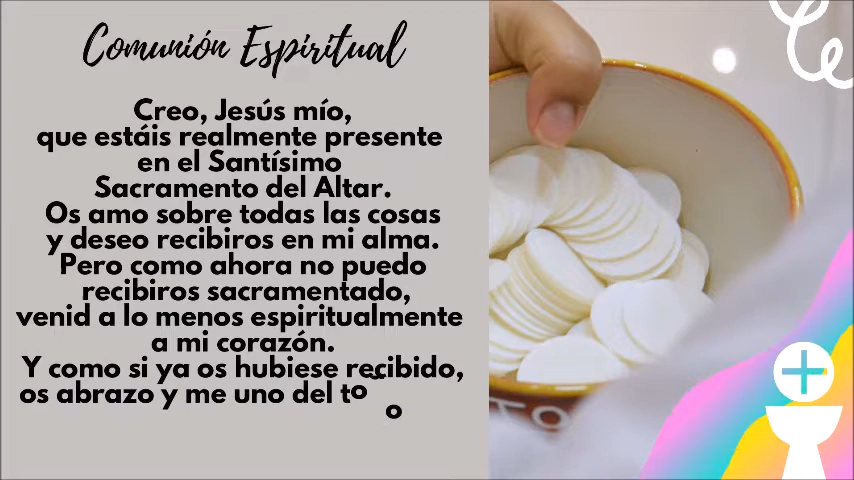 Comunión Espiritual
Creo, Jesús mío,
que estáis realmente presente
en el Santísimo
Sacramento del Altar.
Os amo sobre todas las cosas
y deseo recibiros en mi alma.
Pero como ahora no puedo
recibiros sacramentado,
venid a lo menos espiritualmente
a mi corazón.
Y como si ya os hubiese recibido,
os abrazo y me uno del to
o
TO